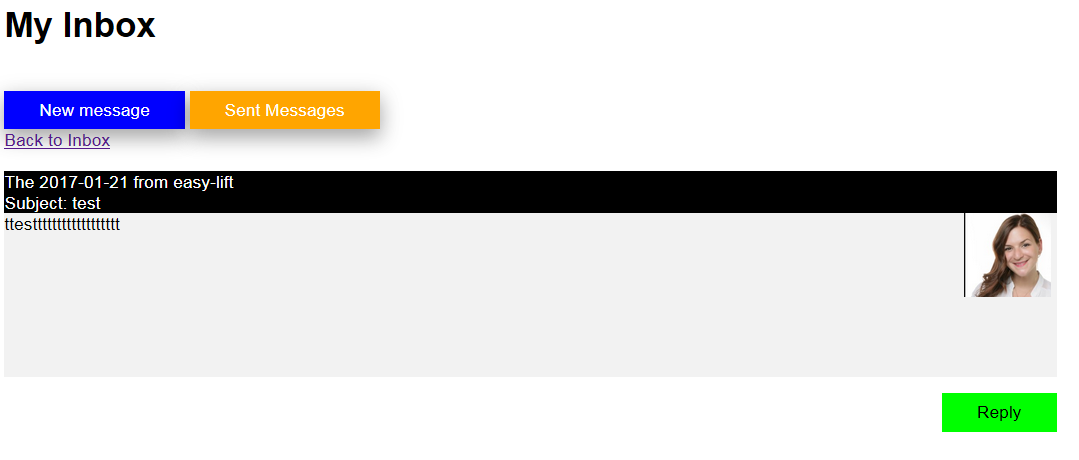 My Inbox
New message
Sent Messages
Back to Inbox
The 2017-01-21 from easy-lift
Subject: test
ttestttttttttttttttttt
Reply